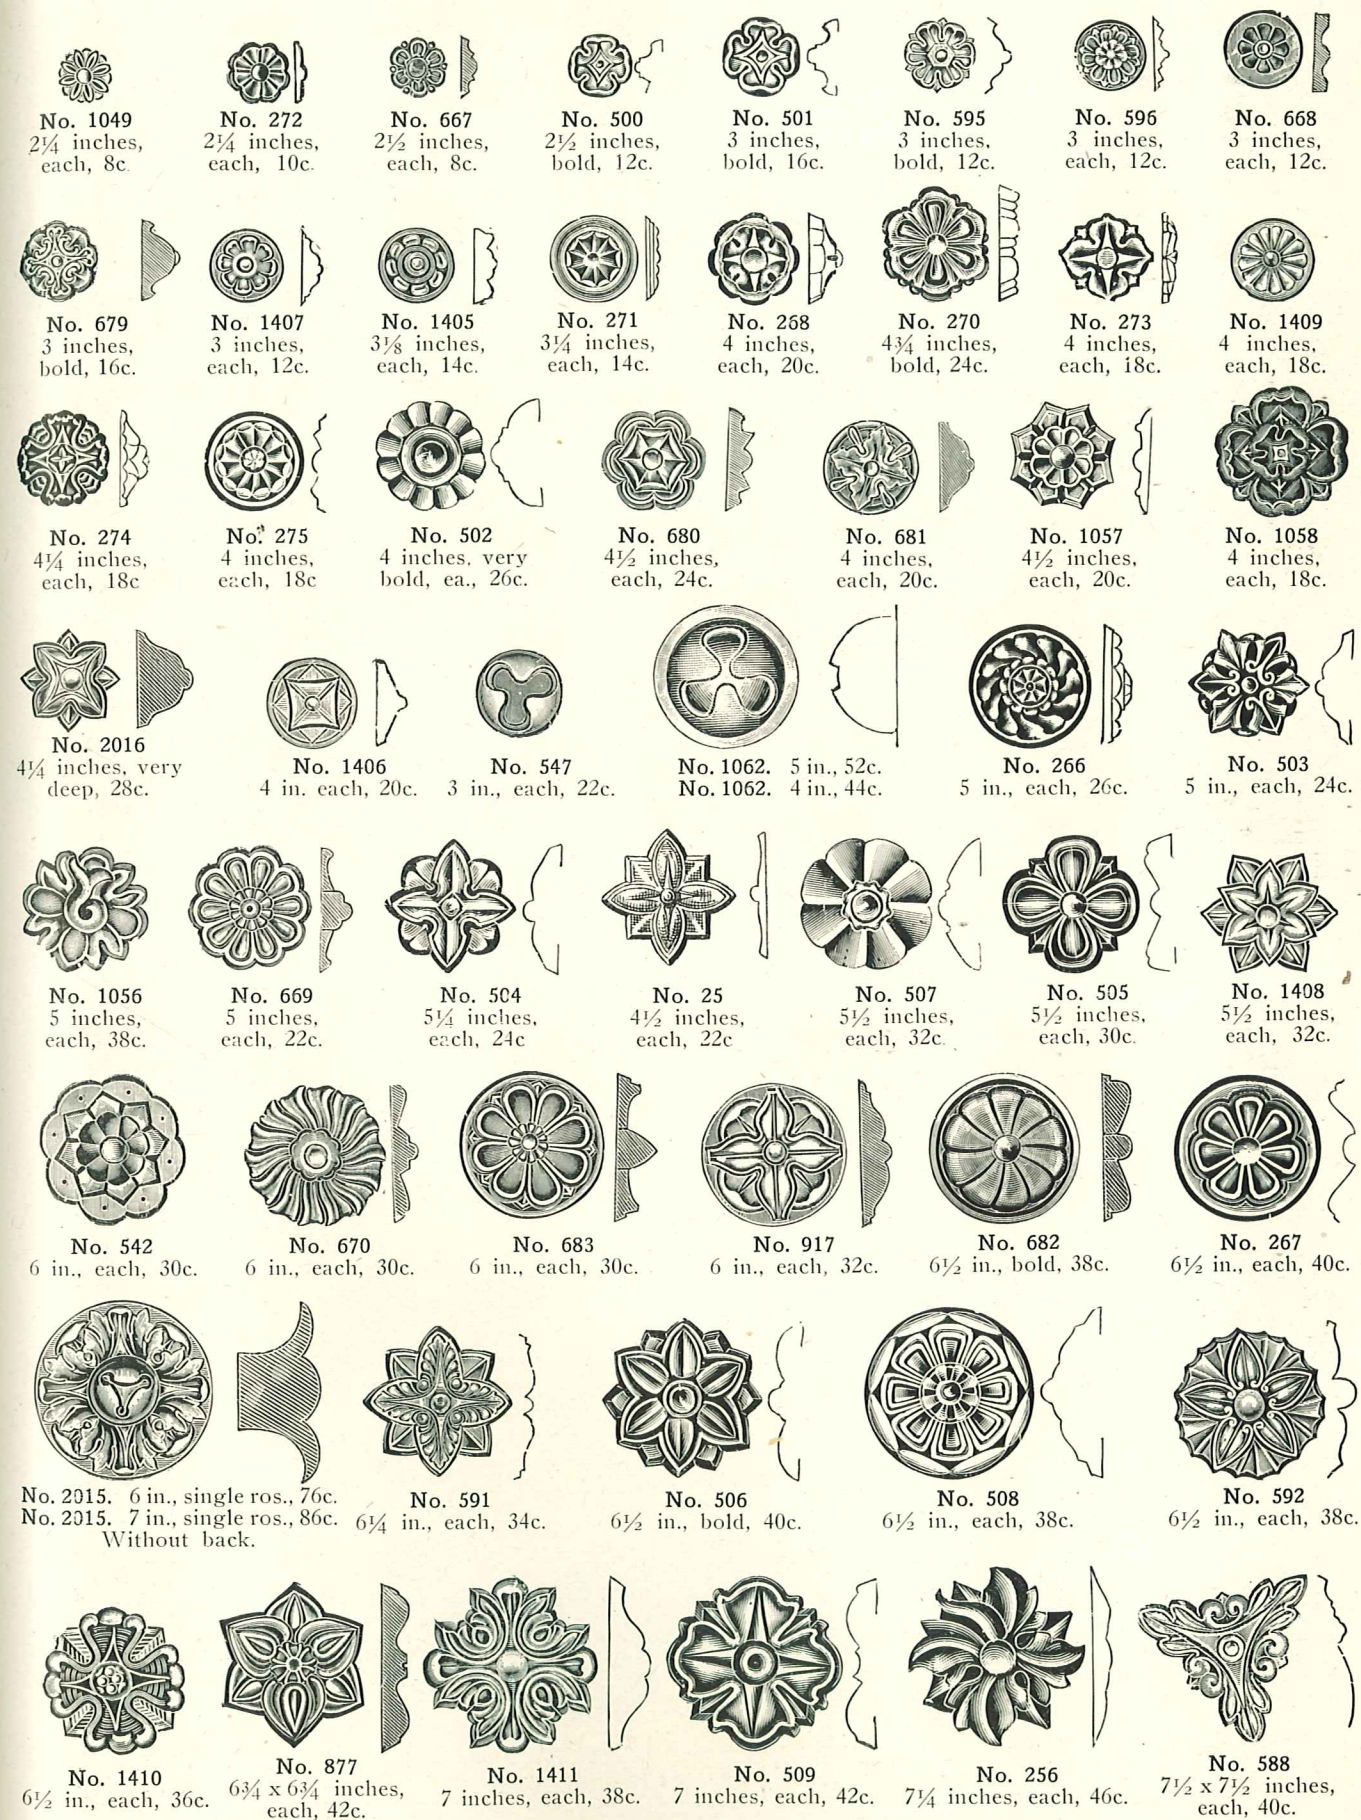 No. 1049
2¼ inches,
each, 8c.
No. 272
2¼ inches,
each, 10c.
No. 667
2½ inches,
each, 8c.
No. 500
2½ inches,
bold, 12c.
No. 501
3 inches,
bold, 16c.
No. 595
3 inches,
bold, 12c.
No. 596
3 inches,
each, 12c.
No. 668
3 inches,
each, 12c.
No. 679
3 inches,
bold, 16c.
No. 1407
3 inches,
each, 12c.
No. 1405
3⅛ inches,
each, 14c.
No. 271
3¼ inches,
each, 14c.
No. 268
4 inches,
each, 20c.
No. 270
4¾ inches,
bold, 24c.
No. 273
4 inches,
each, 18c.
No. 1409
4 inches,
each, 18c.
No. 274
4¼ inches,
each, 18c
No. 275
4 inches,
each, 18c
No. 502
4 inches, very
bold, ea., 26c.
No. 680
4½ inches,
each, 24c.
No. 681
4 inches,
each, 20c.
No. 1057
4½ inches,
each, 20c.
No. 1058
4 inches,
each, 18c.
No. 2016
4¼ inches, very
deep, 28c.
No. 1406
4 in. each, 20c.
No. 547
3 in., each, 22c.
No. 1062. 5 in., 52c.
No. 1062. 4 in., 44c.
No. 266
5 in., each, 26c.
No. 503
5 in., each, 24c.
No. 1056
5 inches,
each, 38c.
No. 669
5 inches,
each, 22c.
No. 504
5¼ inches,
each, 24c
No. 25
4½ inches,
each, 22c
No. 507
5½ inches,
each, 32c.
No. 505
5½ inches,
each, 30c.
No. 1408
5½ inches,
each, 32c.
No. 542
6 in., each, 30c.
No. 670
6 in., each, 30c.
No. 683
6 in., each, 30c.
No. 917
6 in., each, 32c.
No. 682
6½ in., bold, 38c.
No. 267
6½ in., each, 40c.
No. 2015. 6 in., single ros., 76c.
No. 2015. 7 in., single ros., 86c.
Without back.
No. 591
6¼ in., each, 34c.
No. 506
6½ in., bold, 40c.
No. 508
6½ in., each, 38c.
No. 592
6½ in., each, 38c.
No. 1410
6½ in., each, 36c.
No. 877
6¾ x 6¾ inches,
each, 42c.
No. 1411
7 inches, each, 38c.
No. 509
7 inches, each, 42c.
No. 256
7¼ inches, each, 46c.
No. 588
7½ x 7½ inches,
each, 40c.